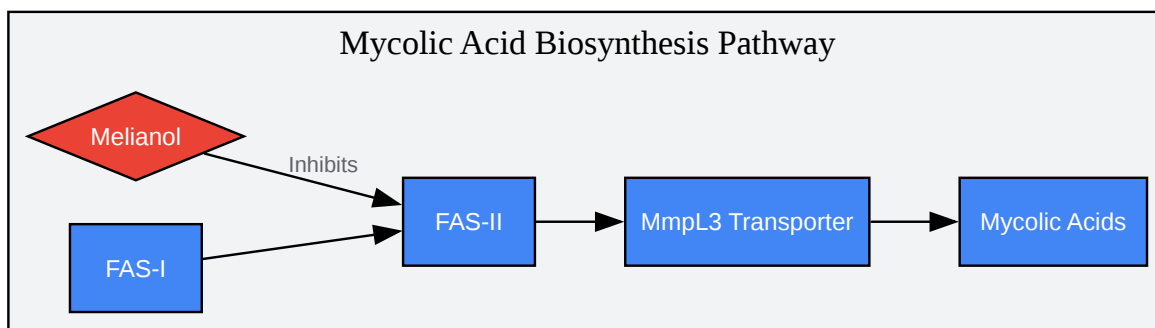 Mycolic Acid Biosynthesis Pathway
Melianol
Inhibits
FAS-I
FAS-II
MmpL3 Transporter
Mycolic Acids